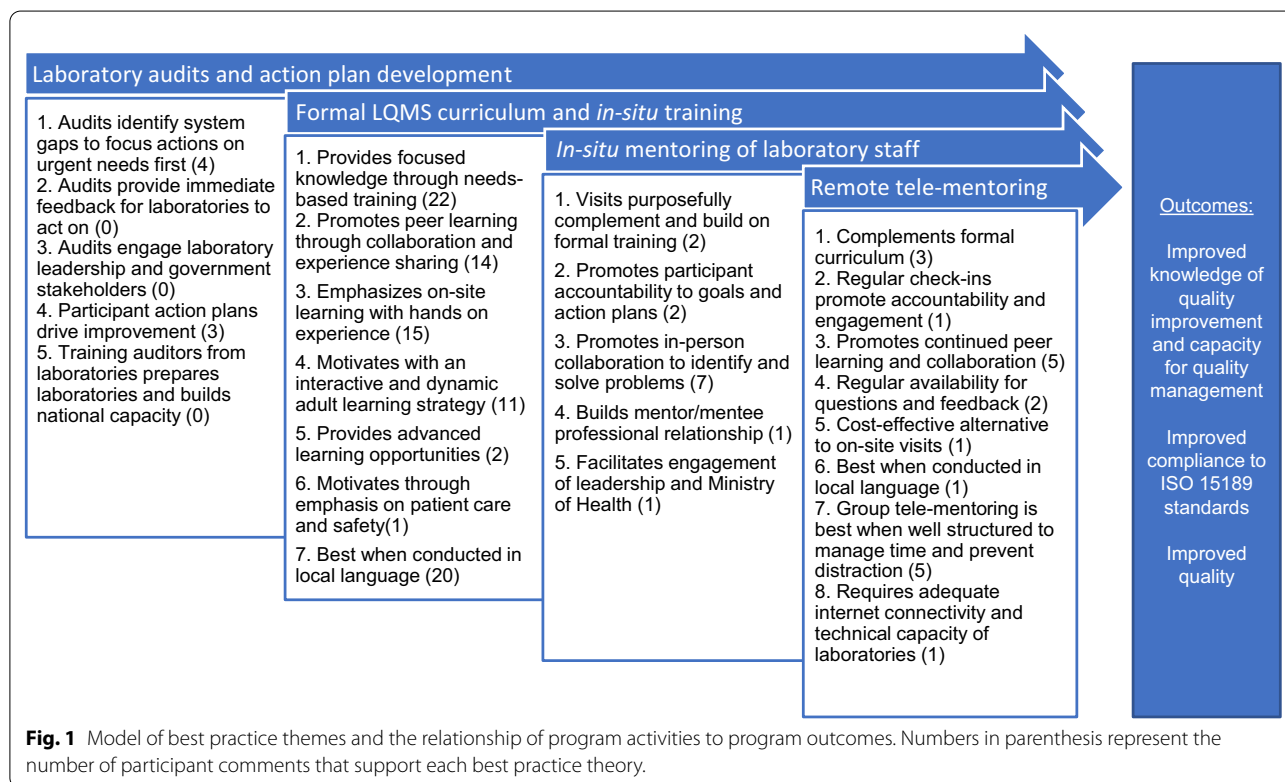 Laboratory audits and action plan development
1. Audits identify system
gaps to focus actions on
urgent needs first (4)
2. Audits provide immediate
feedback for laboratories to
act on (0)
3. Audits engage laboratory
leadership and government
stakeholders (0)
4. Participant action plans
drive improvement (3)
5. Training auditors from
laboratories prepares
laboratories and builds
national capacity (0)
Formal LQMS curriculum and in-situ training
1. Provides focused
knowledge through needs-
based training (22)
2. Promotes peer learning
through collaboration and
experience sharing (14)
3. Emphasizes on-site
learning with hands on
experience (15)
4. Motivates with an
interactive and dynamic
adult learning strategy (11)
5. Provides advanced
learning opportunities (2)
6. Motivates through
emphasis on patient care
and safety(1)
7. Best when conducted in
local language (20)
In-situ mentoring of laboratory staff
1. Visits purposefully
complement and build on
formal training (2)
2. Promotes participant
accountability to goals and
action plans (2)
3. Promotes in-person
collaboration to identify and
solve problems (7)
4. Builds mentor/mentee
professional relationship (1)
5. Facilitates engagement
of leadership and Ministry
of Health (1)
Remote tele-mentoring
1. Complements formal
curriculum (3)
2. Regular check-ins
promote accountability and
engagement (1)
3. Promotes continued peer
learning and collaboration (5)
4. Regular availability for
questions and feedback (2)
5. Cost-effective alternative
to on-site visits (1)
6. Best when conducted in
local language (1)
7. Group tele-mentoring is
best when well structured to
manage time and prevent
distraction (5)
8. Requires adequate
internet connectivity and
technical capacity of
laboratories (1)
Outcomes:
Improved
knowledge of
quality
improvement
and capacity
for quality
management
Improved
compliance to
ISO 15189
standards
Improved
quality
Fig. 1 Model of best practice themes and the relationship of program activities to program outcomes. Numbers in parenthesis represent the
number of participant comments that support each best practice theory.